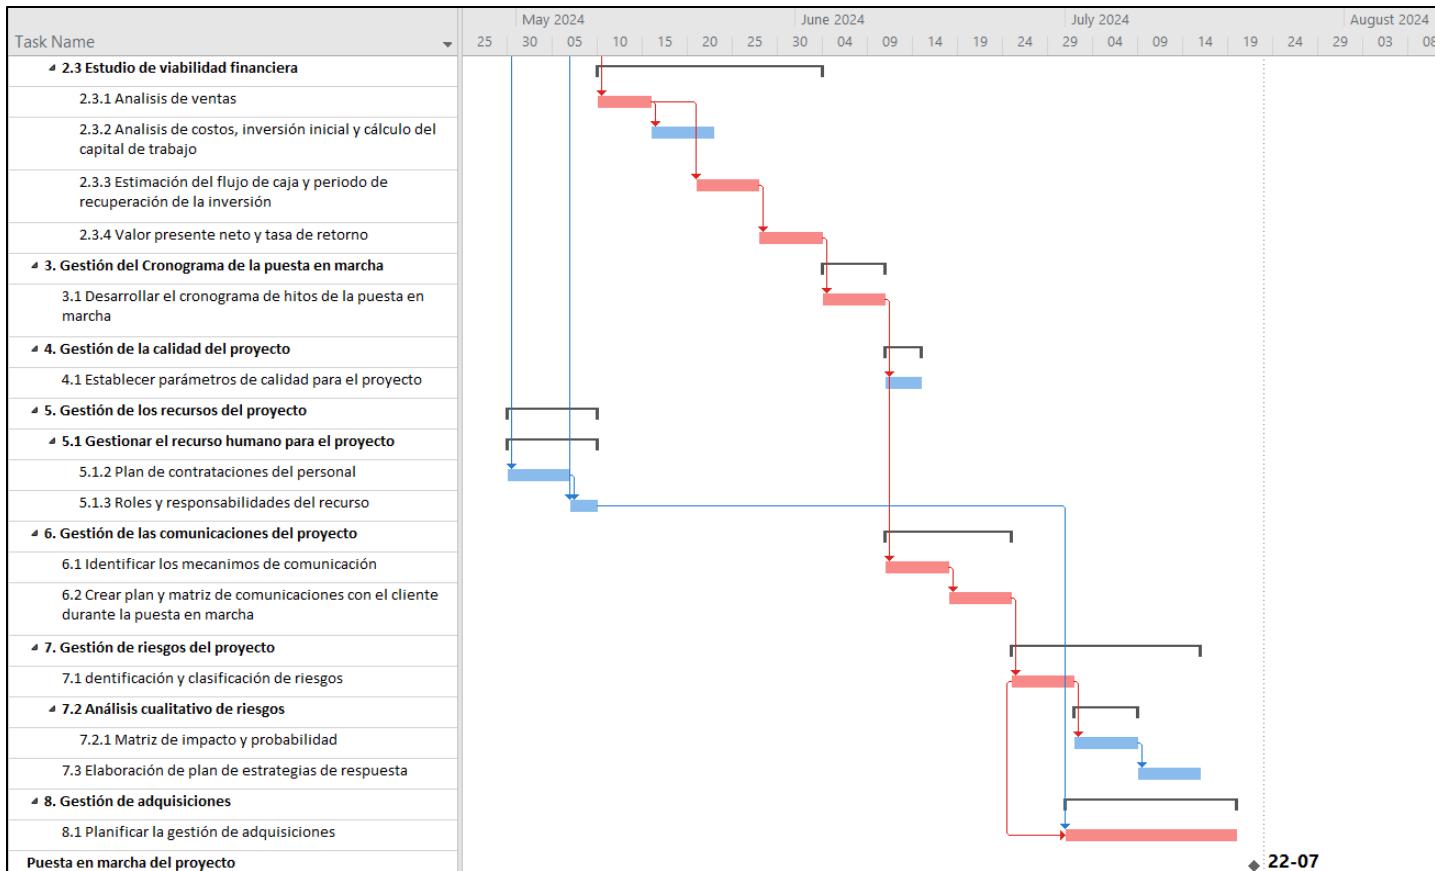 May 2024
June 2024
July 2024
August 2024
Task Name
25 30 05 10 15 20 25 30 04 09 14 19 24 29 04 09 14 19 24 29 03 08
2.3 Estudio de viabilidad financiera
2.3.1 Analisis de ventas
2.3.2 Analisis de costos, inversión inicial y cálculo del
capital de trabajo
2.3.3 Estimación del flujo de caja y periodo de
recuperación de la inversión
2.3.4 Valor presente neto y tasa de retorno
3. Gestión del Cronograma de la puesta en marcha
3.1 Desarrollar el cronograma de hitos de la puesta en
marcha
4. Gestión de la calidad del proyecto
4.1 Establecer parámetros de calidad para el proyecto
5. Gestión de los recursos del proyecto
5.1 Gestionar el recurso humano para el proyecto
5.1.2 Plan de contrataciones del personal
5.1.3 Roles y responsabilidades del recurso
6. Gestión de las comunicaciones del proyecto
6.1 Identificar los mecanimos de comunicación
6.2 Crear plan y matriz de comunicaciones con el cliente
durante la puesta en marcha
7. Gestión de riesgos del proyecto
7.1 dentificación y clasificación de riesgos
7.2 Análisis cualitativo de riesgos
7.2.1 Matriz de impacto y probabilidad
7.3 Elaboración de plan de estrategias de respuesta
8. Gestión de adquisiciones
8.1 Planificar la gestión de adquisiciones
Puesta en marcha del proyecto
22-07